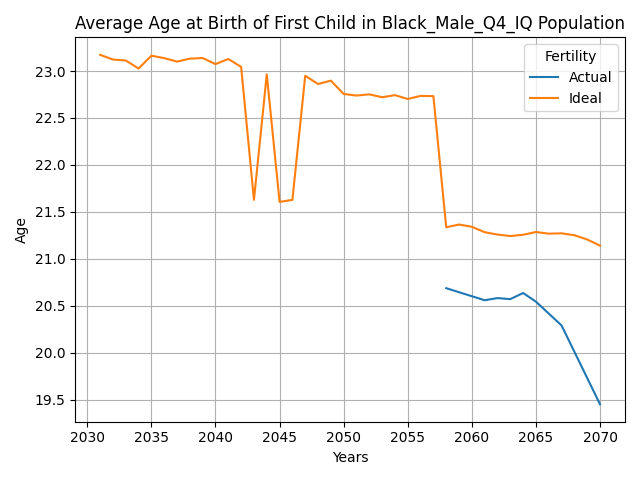 Average Age at Birth of First Child in Black_Male_Q4_IQ Population
Fertility
Actual
Ideal
Age
23.0
22.5
22.0
21.5
21.0
20.5
20.0
19.5
2030 2035 2040 2045 2050 2055 2060 2065 2070
Years